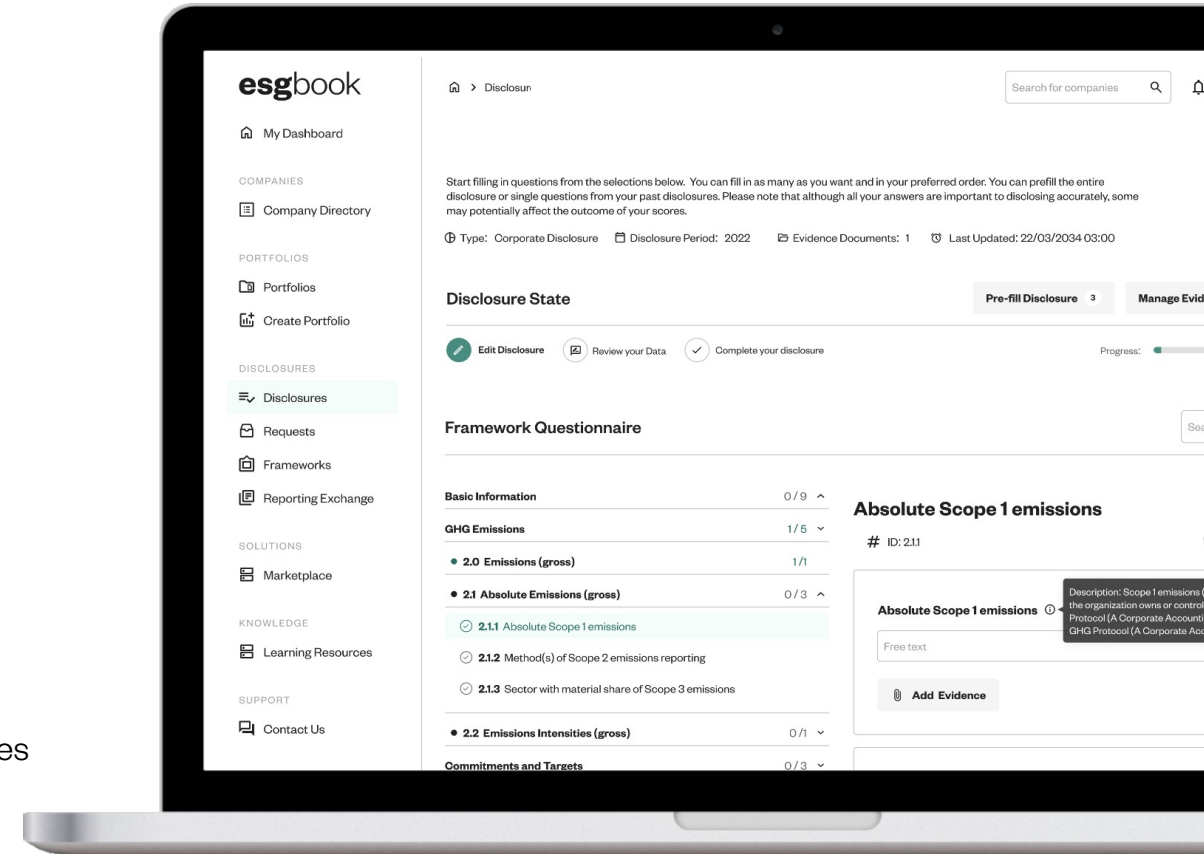 esgbook
My Dashboard
COMPANIES
Company Directory
PORTFOLIOS
Portfolios
Create Portfolio
DISCLOSURES
Disclosures
Requests
Frameworks
Reporting Exchange
SOLUTIONS
Marketplace
KNOWLEDGE
Learning Resources
SUPPORT
Contact Us
es
> Disclosur
Search for companies
Start filling in questions from the selections below. You can fill in as many as you want and in your preferred order. You can prefill the entire
disclosure or single questions from your past disclosures. Please note that although all your answers are important to disclosing accurately, some
may potentially affect the outcome of your scores.
Type: Corporate Disclosure Disclosure Period: 2022 Evidence Documents: 1 Last Updated: 22/03/2034 03:00
Disclosure State
Pre-fill Disclosure 3
Manage Evid
Edit Disclosure Review your Data Complete your disclosure
Progress:
Framework Questionnaire
Sea
Basic Information 0/9
GHG Emissions 1/5
• 2.0 Emissions (gross) 1/1
• 2.1 Absolute Emissions (gross) 0/3
2.1.1 Absolute Scope 1 emissions
2.1.2 Method(s) of Scope 2 emissions reporting
2.1.3 Sector with material share of Scope 3 emissions
• 2.2 Emissions Intensities (gross) 0/1
Commitments and Targets 0/3
Absolute Scope 1 emissions
# ID: 2.1.1
Absolute Scope 1 emissions
Description: Scope 1 emissions (
the organization owns or control
Protocol (A Corporate Accounti
GHG Protocol (A Corporate Acc
Free text
Add Evidence